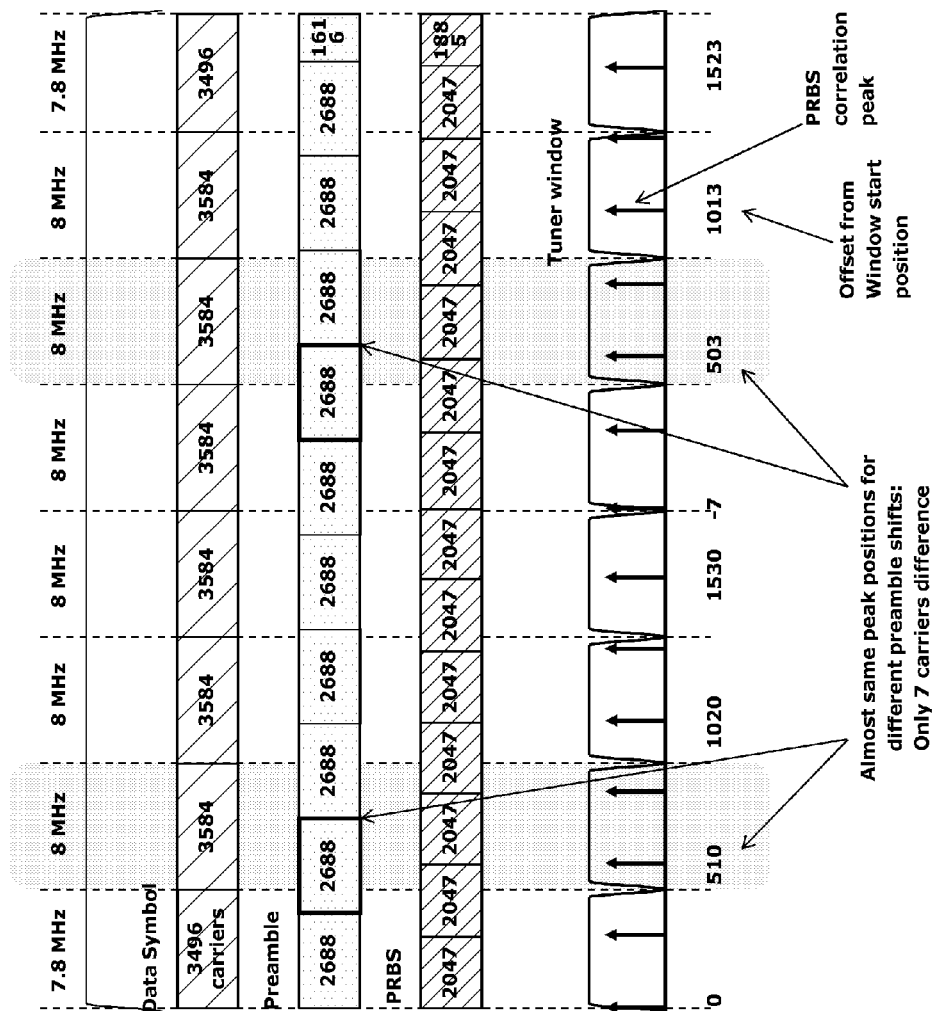 7.8 MHz 8 MHz 8 MHz 8 MHz 8 MHz 8 MHz 8 MHz 7.8 MHz
Data Symbol
3496 3584 3584 3584 3584 3584 3584 3496
carriers
Preamble
2688 2688 2688 2688 2688 2688 2688 2688 2688 2688 161
6
PRBS
2047 2047 2047 2047 2047 2047 2047 2047 2047 2047 2047 2047 2047 188
5
Tuner window
0 510 1020 1530 -7 503 1013 1523
PRBS
correlation
peak
Offset from
Window start
position
Almost same peak positions for
different preamble shifts:
Only 7 carriers difference